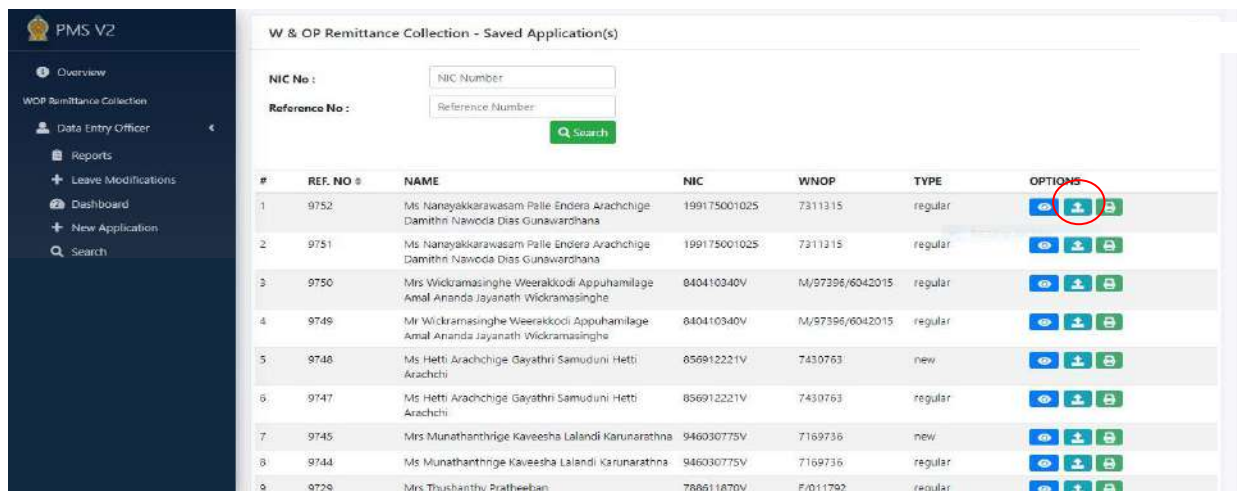 PMS V2
Overview
WOP Remittance Collection
Data Entry Officer
Reports
Leave Modifications
Dashboard
New Application
Search
W & OP Remittance Collection - Saved Application(s)
NIC No :
NIC Number
Reference No :
Reference Number
Search
# REF. NO NAME NIC WNOP TYPE OPTIONS
1 9752 Ms Nanayakkarawasam Palle Endera Arachchige 199175001025 7311315 regular
Damithri Nawoda Dias Gunawardhana
2 9751 Ms Nanayakkarawasam Palle Endera Arachchige 199175001025 7311315 regular
Damithri Nawoda Dias Gunawardhana
3 9750 Mrs Wickramasinghe Weerakkodi Appuhamilage 840410340V M/97396/6042015 regular
Amal Ananda Jayanath Wickramasinghe
4 9749 Mr Wickramasinghe Weerakkodi Appuhamilage 840410340V M/97396/6042015 regular
Amal Ananda Jayanath Wickramasinghe
5 9748 Ms Hetti Arachchige Gayathri Samuduni Hetti 856912221V 7430763 new
Arachchi
6 9747 Ms Hetti Arachchige Gayathri Samuduni Hetti 856912221V 7430763 regular
Arachchi
7 9745 Mrs Munathanthrige Kaveesha Lalandi Karunarathna 946030775V 7169736 new
8 9744 Ms Munathanthrige Kaveesha Lalandi Karunarathna 946030775V 7169736 regular
9 9729 Mrs Thushanthy Pratheeban 788611870V F/011792 regular